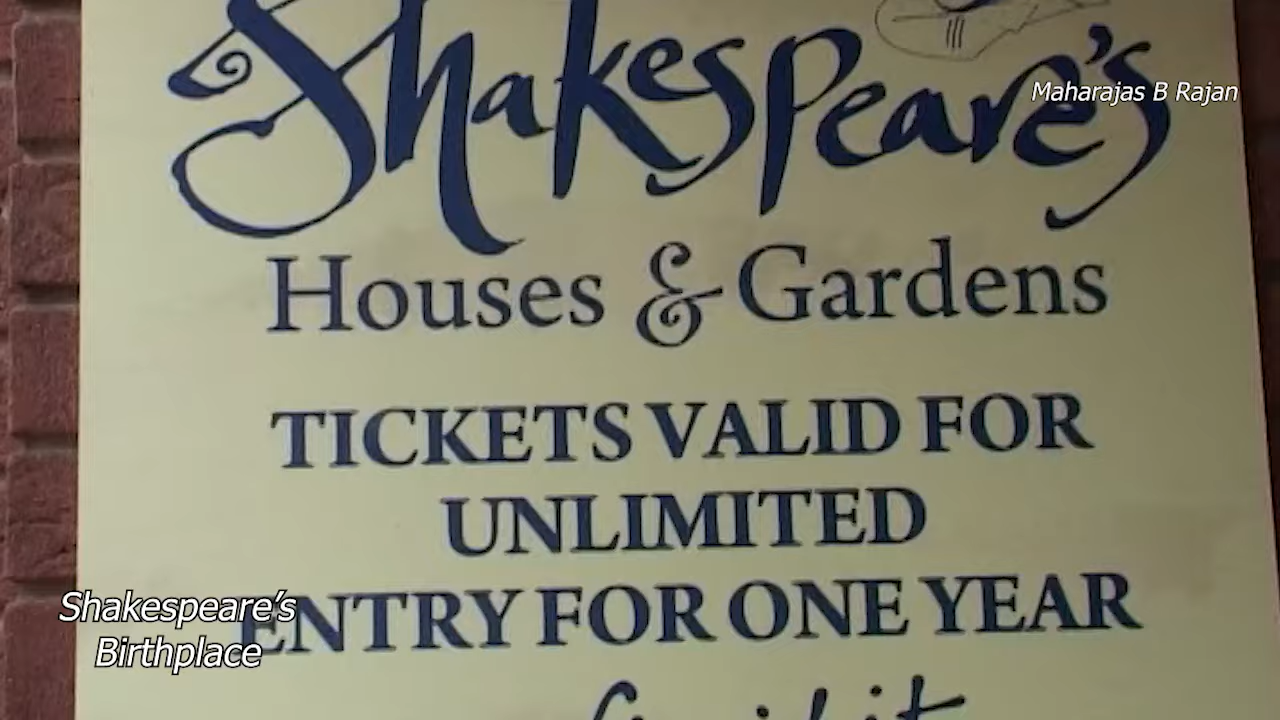 Shakespeare's
Maharajas B Rajan
Houses & Gardens
TICKETS VALID FOR
UNLIMITED
ENTRY FOR ONE YEAR
Shakespeare's
Birthplace